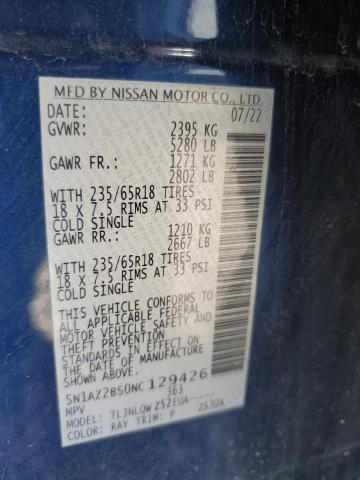 MFD BY NISSAN MOTOR CO., LTD.
DATE: 07/22
GVWR: 2395 KG
5280 LB
GAWR FR.: 1271 KG
2802 LB
WITH 235/65R18 TIRES
18 X 7.5 RIMS AT 33 PSI
COLD SINGLE
GAWR RR.: 1210 KG
2667 LB
WITH 235/65R18 TIRES
18 X 7.5 RIMS AT 33 PSI
COLD SINGLE
THIS VEHICLE CONFORMS TO
ALL APPLICABLE FEDERAL
MOTOR VEHICLE SAFETY AND
THEFT PREVENTION
STANDARDS IN EFFECT ON
THE DATE OF MANUFACTURE
SHOWN ABOVE.
5N1AZ2BS0NC129426
MPV 363
MODEL: TLJNLQWZS2EUA-----
COLOR: RAY TRIM: P ZS30A